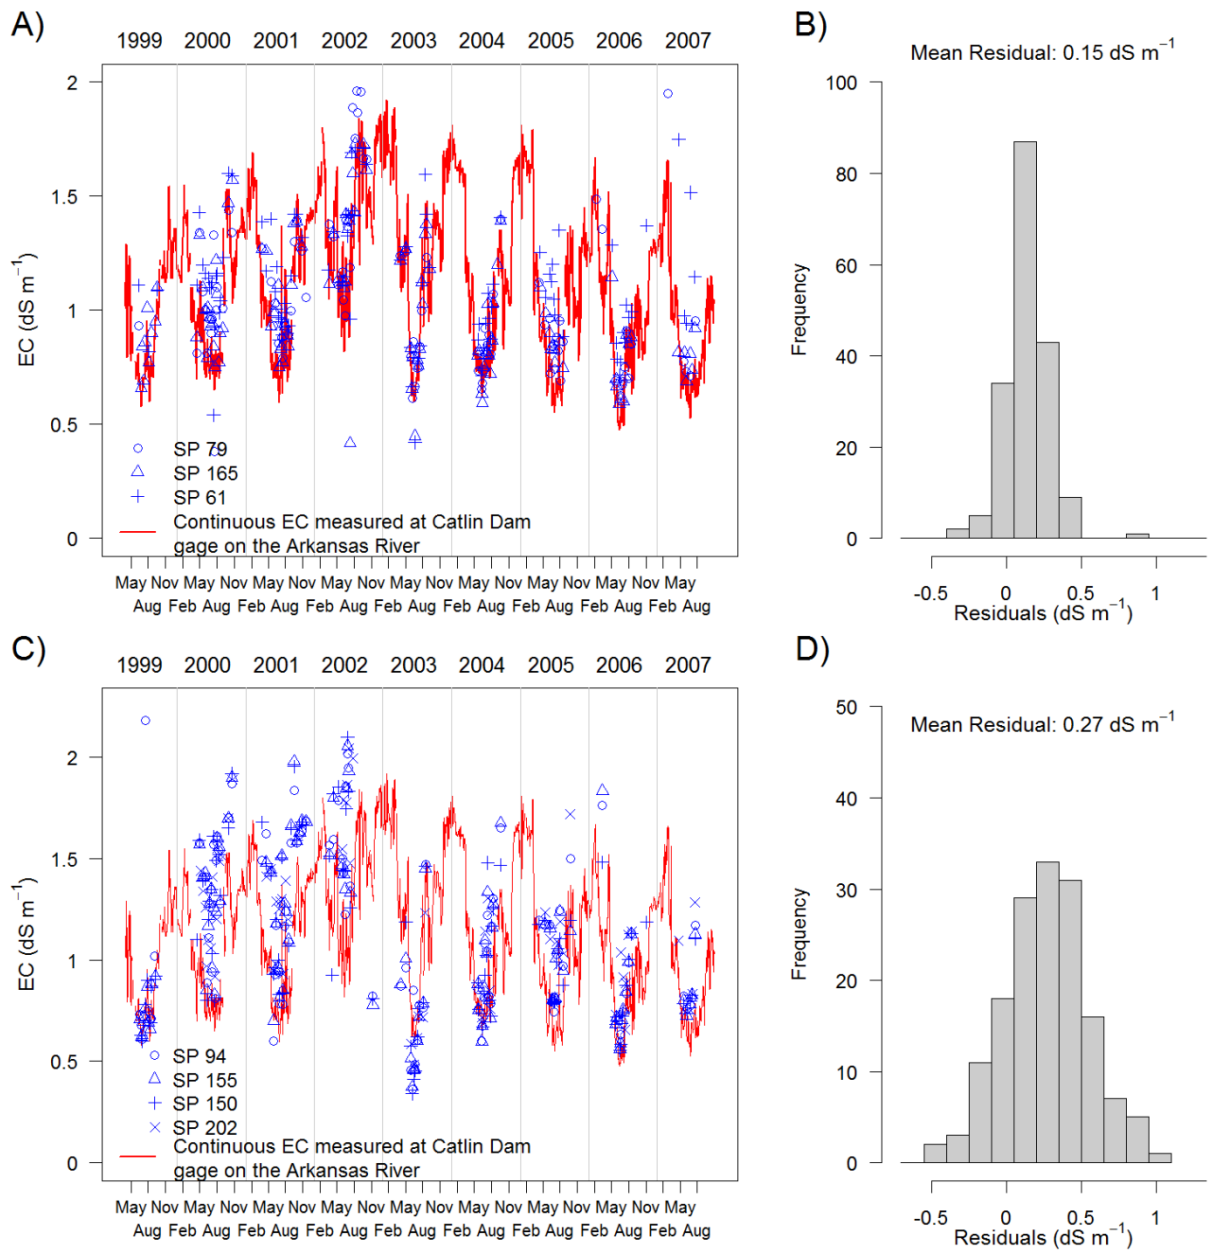 A)
1999 2000 2001 2002 2003 2004 2005 2006 2007
2
1.5
1
0.5
0
EC (dS m⁻¹)
SP 79
SP 165
SP 61
Continuous EC measured at Catlin Dam
gage on the Arkansas River
May Nov May Nov May Nov May Nov May Nov May Nov May Nov May Nov May
Aug Feb Aug Feb Aug Feb Aug Feb Aug Feb Aug Feb Aug Feb Aug Feb Aug
B)
Mean Residual: 0.15 dS m⁻¹
100
80
60
40
20
0
Frequency
-0.5 0 0.5 1
Residuals (dS m⁻¹)
C)
1999 2000 2001 2002 2003 2004 2005 2006 2007
2
1.5
1
0.5
0
EC (dS m⁻¹)
SP 94
SP 155
SP 150
SP 202
Continuous EC measured at Catlin Dam
gage on the Arkansas River
May Nov May Nov May Nov May Nov May Nov May Nov May Nov May Nov May
Aug Feb Aug Feb Aug Feb Aug Feb Aug Feb Aug Feb Aug Feb Aug Feb Aug
D)
Mean Residual: 0.27 dS m⁻¹
50
40
30
20
10
0
Frequency
-0.5 0 0.5 1
Residuals (dS m⁻¹)